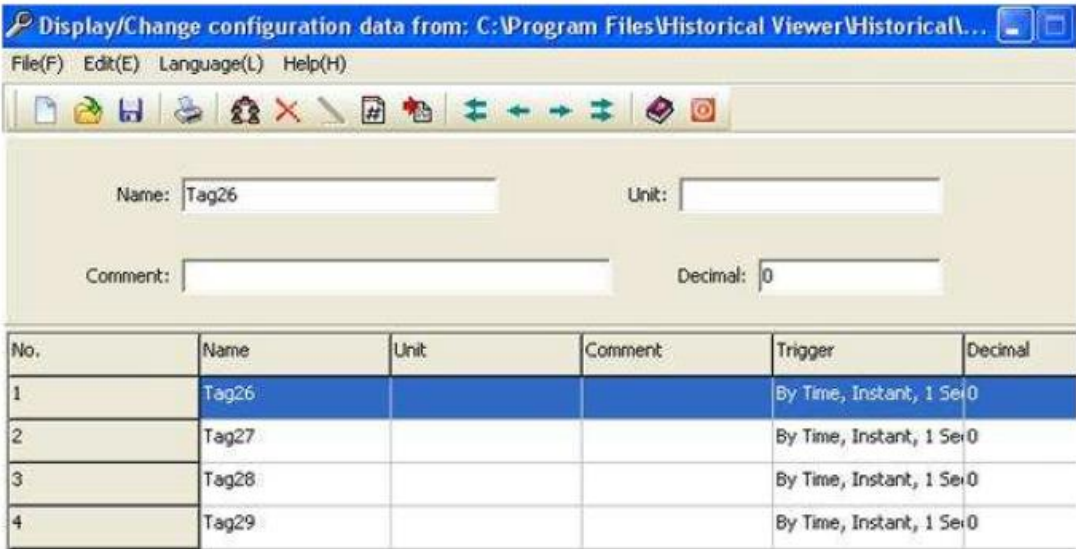 Display/Change configuration data from: C:\Program Files\Historical Viewer\Historical\...
File(F) Edit(E) Language(L) Help(H)
Name: Tag26 Unit:
Comment: Decimal: 0
No. Name Unit Comment Trigger Decimal
1 Tag26 By Time, Instant, 1 Se 0
2 Tag27 By Time, Instant, 1 Se 0
3 Tag28 By Time, Instant, 1 Se 0
4 Tag29 By Time, Instant, 1 Se 0